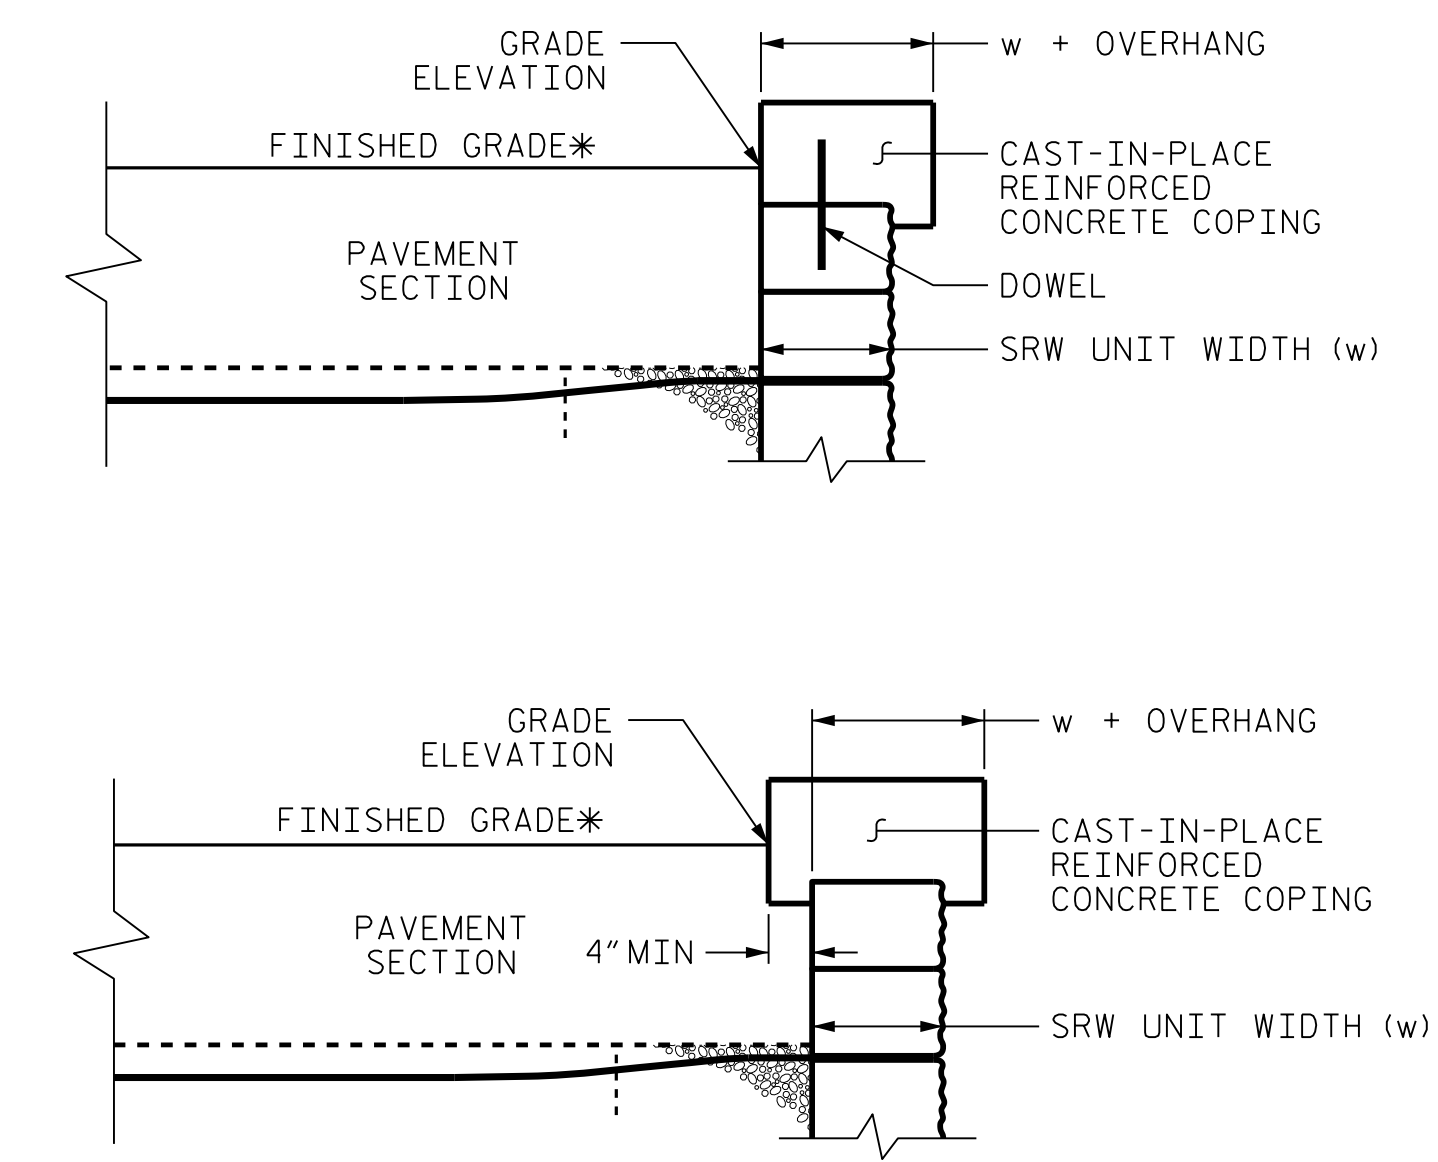 GRADE
ELEVATION
w + OVERHANG
FINISHED GRADE*
CAST-IN-PLACE
REINFORCED
CONCRETE COPING
PAVEMENT
SECTION
DOWEL
SRW UNIT WIDTH (w)
GRADE
ELEVATION
w + OVERHANG
FINISHED GRADE*
CAST-IN-PLACE
REINFORCED
CONCRETE COPING
PAVEMENT
SECTION
4" MIN
SRW UNIT WIDTH (w)